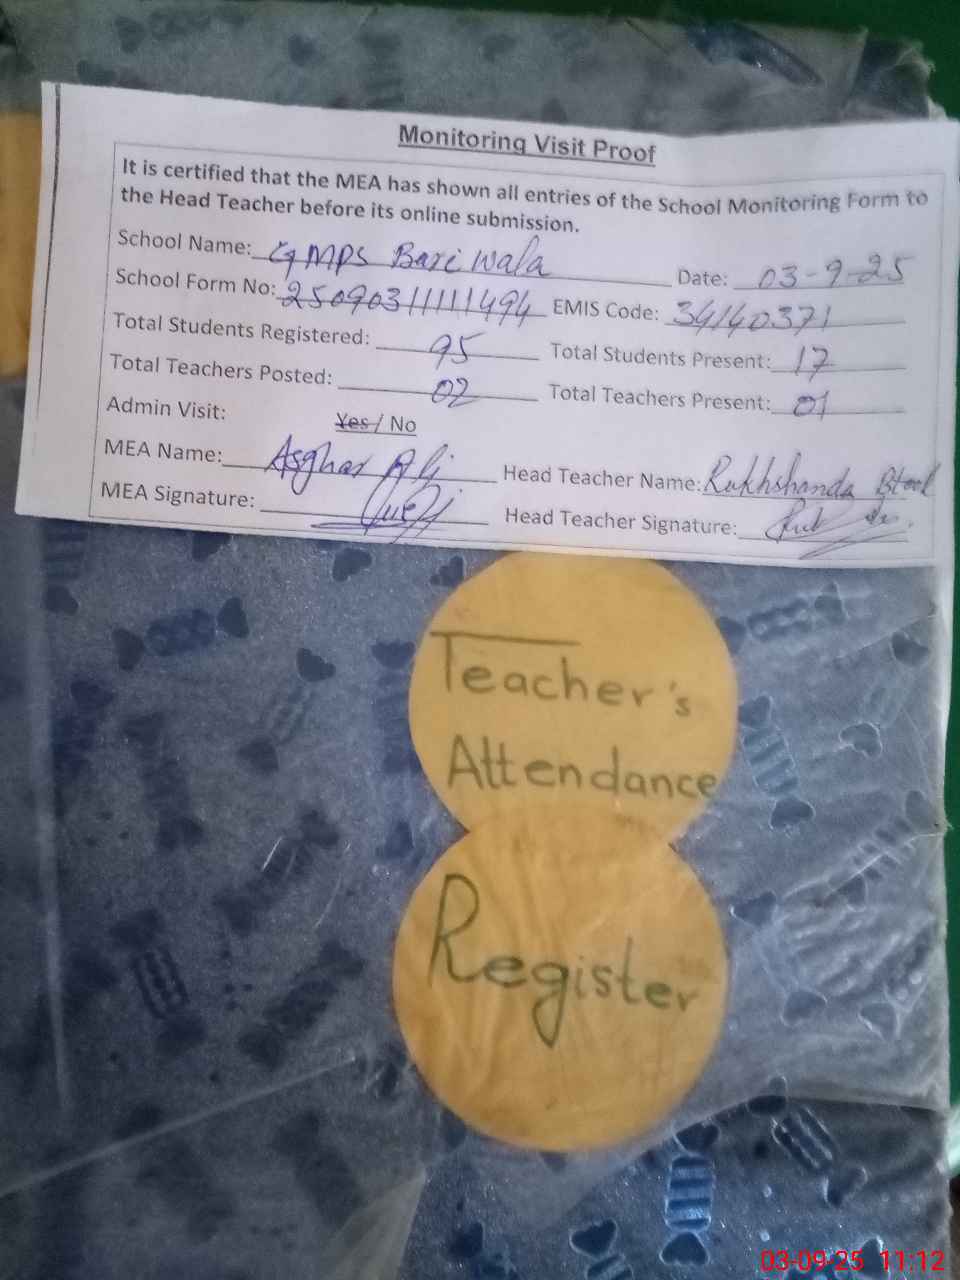 Monitoring Visit Proof
It is certified that the MEA has shown all entries of the School Monitoring Form to
the Head Teacher before its online submission.
School Name: GMPS Bari Wala Date: 03-9-25
School Form No: 25090311111494 EMIS Code: 34140371
Total Students Registered: 95 Total Students Present: 17
Total Teachers Posted: 02 Total Teachers Present: 01
Admin Visit: Yes / No
MEA Name: Asghar Ali Head Teacher Name: Rukhshanda Btool
MEA Signature: Head Teacher Signature:
Teacher's
Attendance
Register
03-09-25 11:12